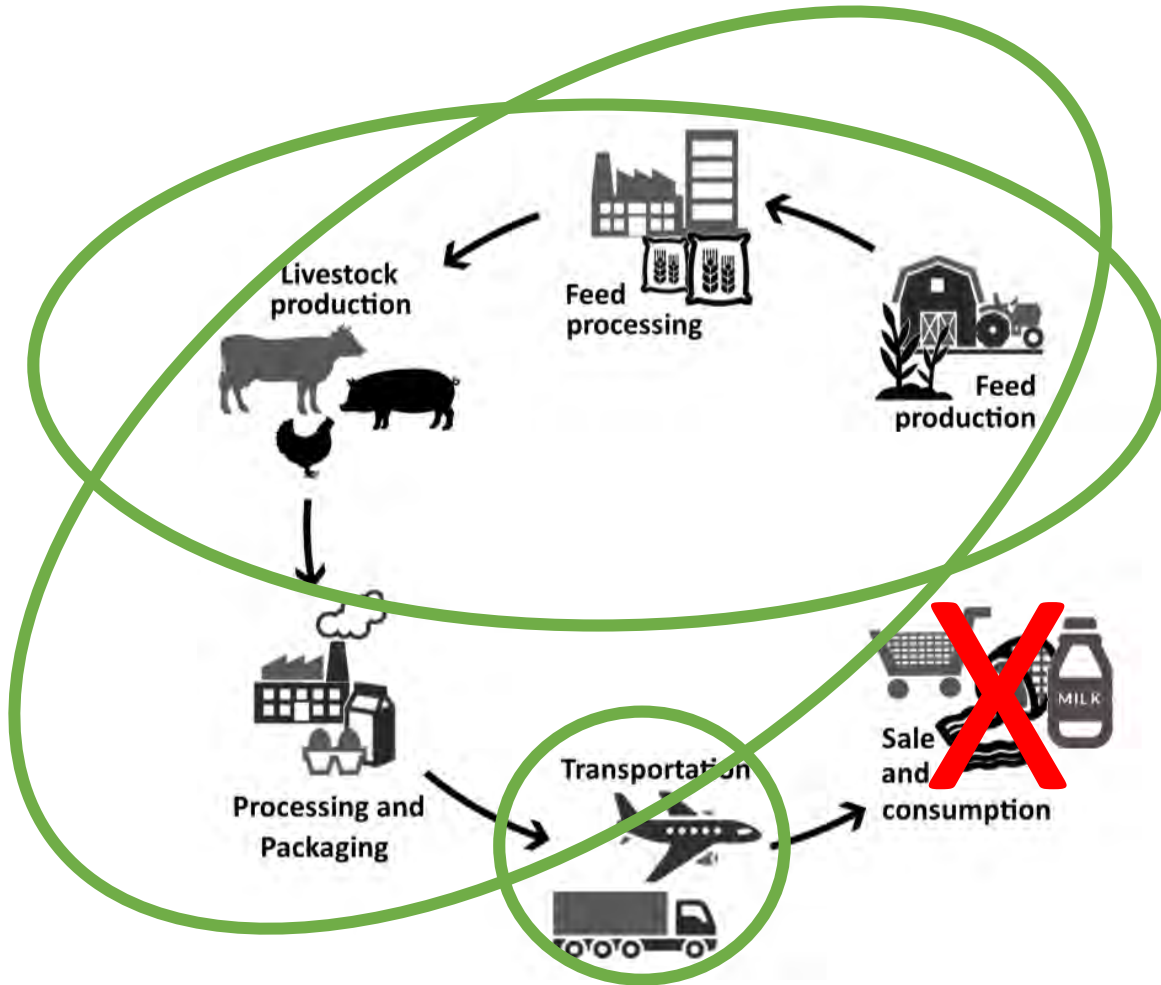 Livestock
production
Feed
processing
Feed
production
Processing and
Packaging
Transportation
Sale
and
consumption
MILK